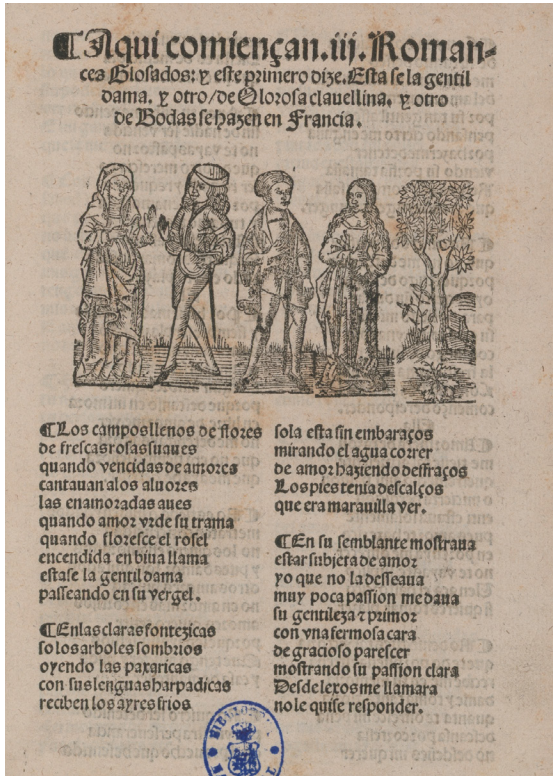 ¶Aqui comiençan.iij.Roman-
ces Glosados: y este primero dize. Esta se la gentil
dama. y otro/de Olorosa clauellina. y otro
de Bodas se hazen en Francia.
¶Los campos llenos de flores
de frescas rosas suaues
quando vencidas de amores
cantauan alos aluores
las enamoradas aues
quando amor vrde su trama
quando floresce el rosel
encendida en biua llama
estase la gentil dama
passeando en su vergel.
¶Enlas claras fontezicas
so los arboles sombrios
oyendo las paxaricas
con sus lenguas harpadicas
reciben los ayres frios
sola esta sin embaraços
mirando el agua correr
de amor haziendo desfraços
Los pies tenia descalços
que era marauilla ver.
¶En su semblante mostraua
estar subjeta de amor
yo que no la desseaua
muy poca passion me daua
su gentileza ⁊ primor
con vna fermosa cara
de gracioso parescer
mostrando su passion clara
Desde lexos me llamara
no le quise responder.